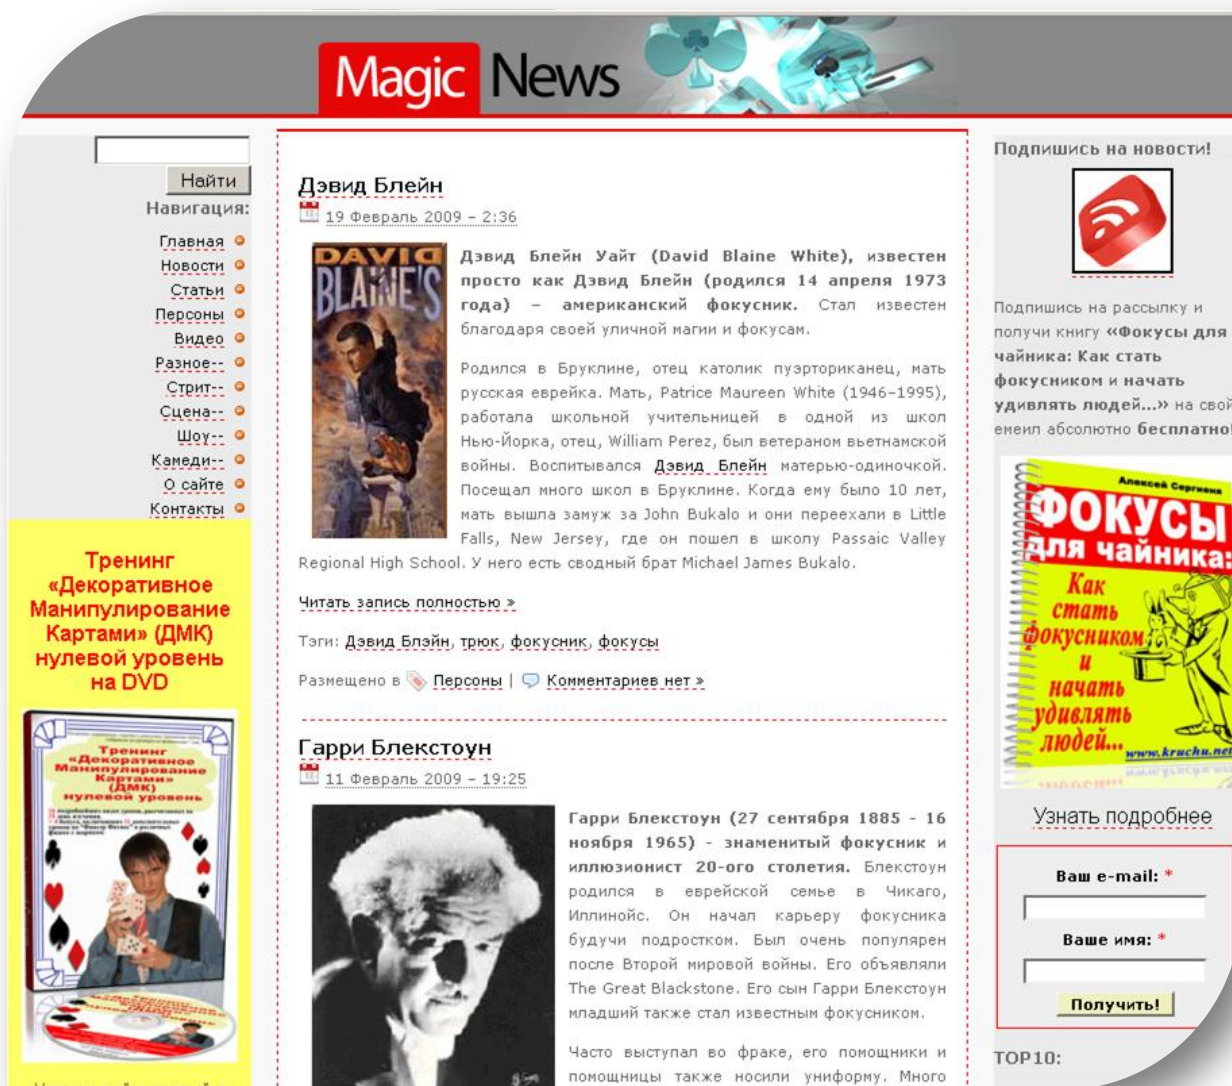 Magic News
Найти
Навигация:
Главная
Новости
Статьи
Персоны
Видео
Разное--
Стрит--
Сцена--
Шоу--
Камеди--
О сайте
Контакты
Тренинг
«Декоративное
Манипулирование
Картами» (ДМК)
нулевой уровень
на DVD
Тренинг
«Декоративное
Манипулирование
Картами»
(ДМК)
нулевой уровень
Дэвид Блейн
19 Февраль 2009 – 2:36
DAVID
BLAINE'S
Дэвид Блейн Уайт (David Blaine White), известен
просто как Дэвид Блейн (родился 14 апреля 1973
года) – американский фокусник. Стал известен
благодаря своей уличной магии и фокусам.
Родился в Бруклине, отец католик пуэрториканец, мать
русская еврейка. Мать, Patrice Maureen White (1946–1995),
работала школьной учительницей в одной из школ
Нью-Йорка, отец, William Perez, был ветераном вьетнамской
войны. Воспитывался Дэвид Блейн матерью-одиночкой.
Посещал много школ в Бруклине. Когда ему было 10 лет,
мать вышла замуж за John Bukalo и они переехали в Little
Falls, New Jersey, где он пошел в школу Passaic Valley
Regional High School. У него есть сводный брат Michael James Bukalo.
Читать запись полностью »
Тэги: Дэвид Блэйн, трюк, фокусник, фокусы
Размещено в Персоны | Комментариев нет »
Гарри Блекстоун
11 Февраль 2009 – 19:25
Гарри Блекстоун (27 сентября 1885 - 16
ноября 1965) - знаменитый фокусник и
иллюзионист 20-ого столетия. Блекстоун
родился в еврейской семье в Чикаго,
Иллинойс. Он начал карьеру фокусника
будучи подростком. Был очень популярен
после Второй мировой войны. Его объявляли
The Great Blackstone. Его сын Гарри Блекстоун
младший также стал известным фокусником.
Часто выступал во фраке, его помощники и
помощницы также носили униформу. Много
Подпишись на новости!
Подпишись на рассылку и
получи книгу «Фокусы для
чайника: Как стать
фокусником и начать
удивлять людей...» на свой
емеил абсолютно бесплатно!
Алексей Сергиеня
ФОКУСЫ
для чайника:
Как
стать
фокусником
и
начать
удивлять
людей...
www.kruchu.net
Узнать подробнее
Ваш e-mail: *
Ваше имя: *
Получить!
TOP10: